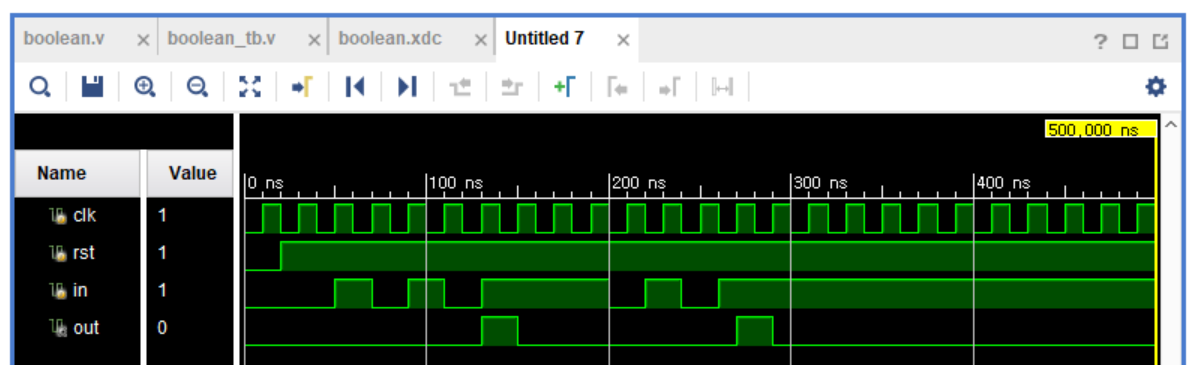 boolean.v × boolean_tb.v × boolean.xdc × Untitled 7 ×
500,000 ns
Name Value
0 ns 100 ns 200 ns 300 ns 400 ns
clk 1
rst 1
in 1
out 0